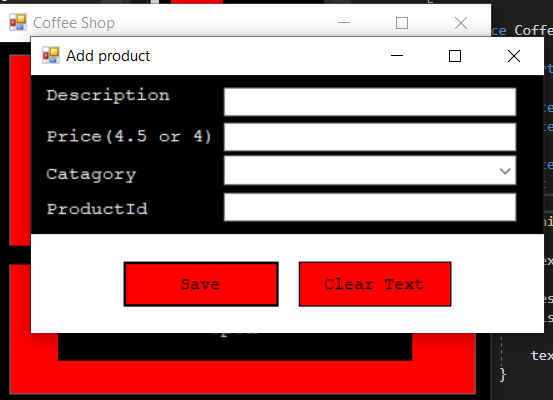 Coffee Shop
ce Coffe
Add product
Description
Price(4.5 or 4)
Catagory
ProductId
Save
Clear Text
tex
}